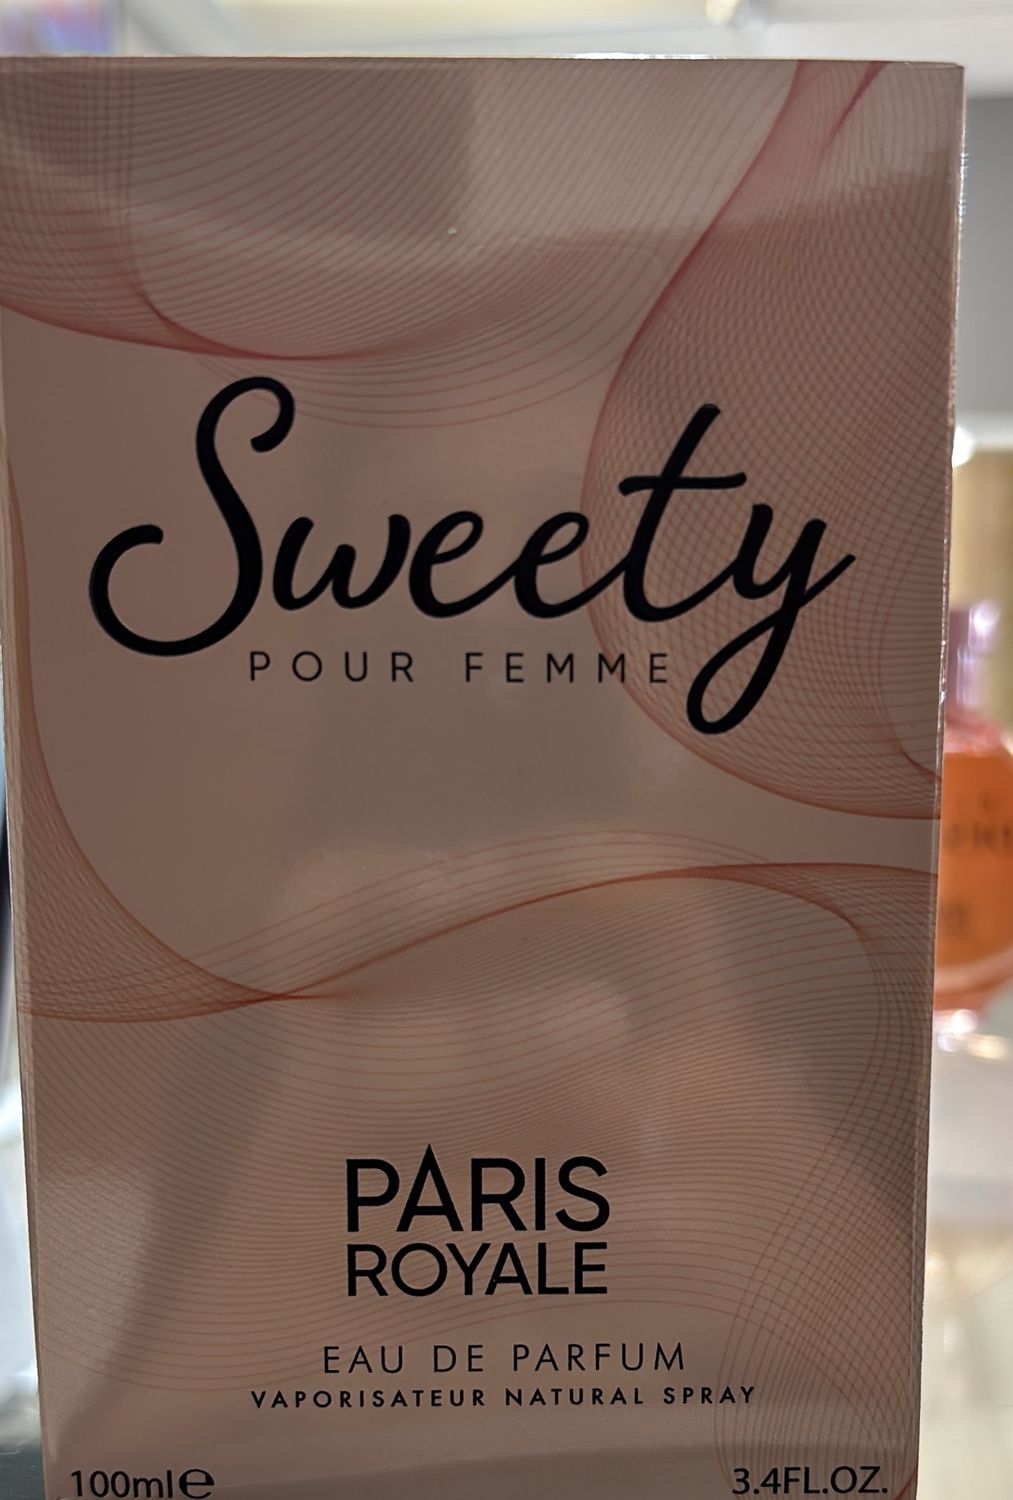 Sweety
POUR FEMME
PARIS
ROYALE
EAU DE PARFUM
VAPORISATEUR NATURAL SPRAY
100ml℮
3.4FL.OZ.